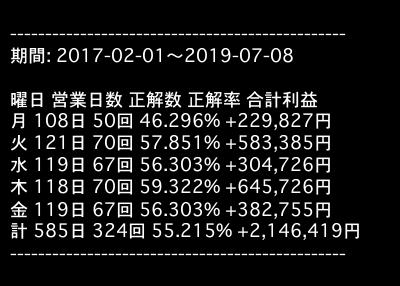 ------------------------------------------------
期間: 2017-02-01〜2019-07-08
曜日 営業日数 正解数 正解率 合計利益
月 108日 50回 46.296% +229,827円
火 121日 70回 57.851% +583,385円
水 119日 67回 56.303% +304,726円
木 118日 70回 59.322% +645,726円
金 119日 67回 56.303% +382,755円
計 585日 324回 55.215% +2,146,419円
------------------------------------------------